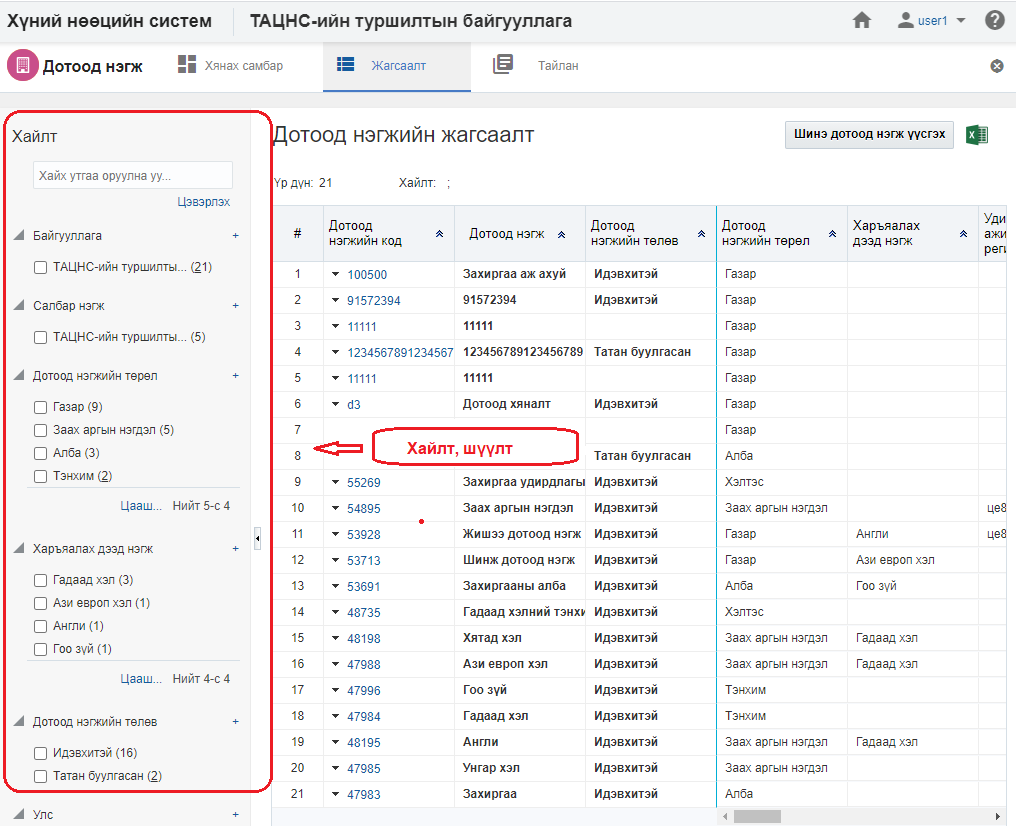 Хүний нөөцийн систем ТАЦНС-ийн туршилтын байгууллага user1
Дотоод нэгж Хянах самбар Жагсаалт Тайлан
Хайлт
Хайх утгаа оруулна уу...
Цэвэрлэх
Байгууллага +
ТАЦНС-ийн туршилты... (21)
Салбар нэгж +
ТАЦНС-ийн туршилты... (5)
Дотоод нэгжийн төрөл +
Газар (9)
Заах аргын нэгдэл (5)
Алба (3)
Тэнхим (2)
Цааш... Нийт 5-с 4
Харъяалах дээд нэгж +
Гадаад хэл (3)
Ази европ хэл (1)
Англи (1)
Гоо зүй (1)
Цааш... Нийт 4-с 4
Дотоод нэгжийн төлөв +
Идэвхитэй (16)
Татан буулгасан (2)
Улс +
Дотоод нэгжийн жагсаалт Шинэ дотоод нэгж үүсгэх
Үр дүн: 21 Хайлт: ;
# Дотоод нэгжийн код Дотоод нэгж Дотоод нэгжийн төлөв Дотоод нэгжийн төрөл Харъяалах дээд нэгж Уди ажи реги
1 100500 Захиргаа аж ахуй Идэвхитэй Газар
2 91572394 91572394 Идэвхитэй Газар
3 11111 11111 Газар
4 1234567891234567 123456789123456789 Татан буулгасан Газар
5 11111 11111 Газар
6 d3 Дотоод хяналт Идэвхитэй Газар
7 Газар
Хайлт, шүүлт
8 Татан буулгасан Алба
9 55269 Захиргаа удирдлагы Идэвхитэй Хэлтэс
10 54895 Заах аргын нэгдэл Идэвхитэй Заах аргын нэгдэл це8
11 53928 Жишээ дотоод нэгж Идэвхитэй Газар Англи це8
12 53713 Шинж дотоод нэгж Идэвхитэй Газар Ази европ хэл
13 53691 Захиргааны алба Идэвхитэй Алба Гоо зүй
14 48735 Гадаад хэлний тэнхи Идэвхитэй Хэлтэс
15 48198 Хятад хэл Идэвхитэй Заах аргын нэгдэл Гадаад хэл
16 47988 Ази европ хэл Идэвхитэй Заах аргын нэгдэл Гадаад хэл
17 47996 Гоо зүй Идэвхитэй Тэнхим
18 47984 Гадаад хэл Идэвхитэй Тэнхим
19 48195 Англи Идэвхитэй Заах аргын нэгдэл Гадаад хэл
20 47985 Унгар хэл Идэвхитэй Заах аргын нэгдэл
21 47983 Захиргаа Идэвхитэй Алба